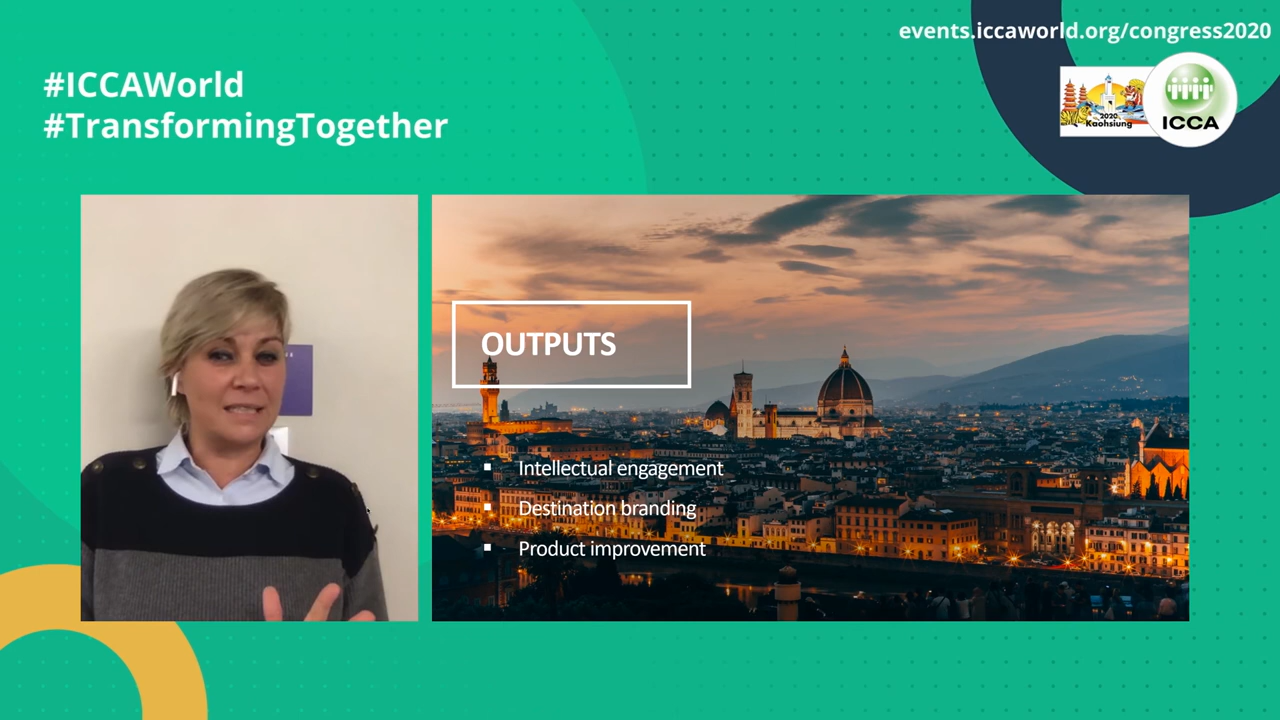 events.iccaworld.org/congress2020
#ICCAWorld
#TransformingTogether
2020
Kaohsiung
ICCA
OUTPUTS
▪ Intellectual engagement
▪ Destination branding
▪ Product improvement